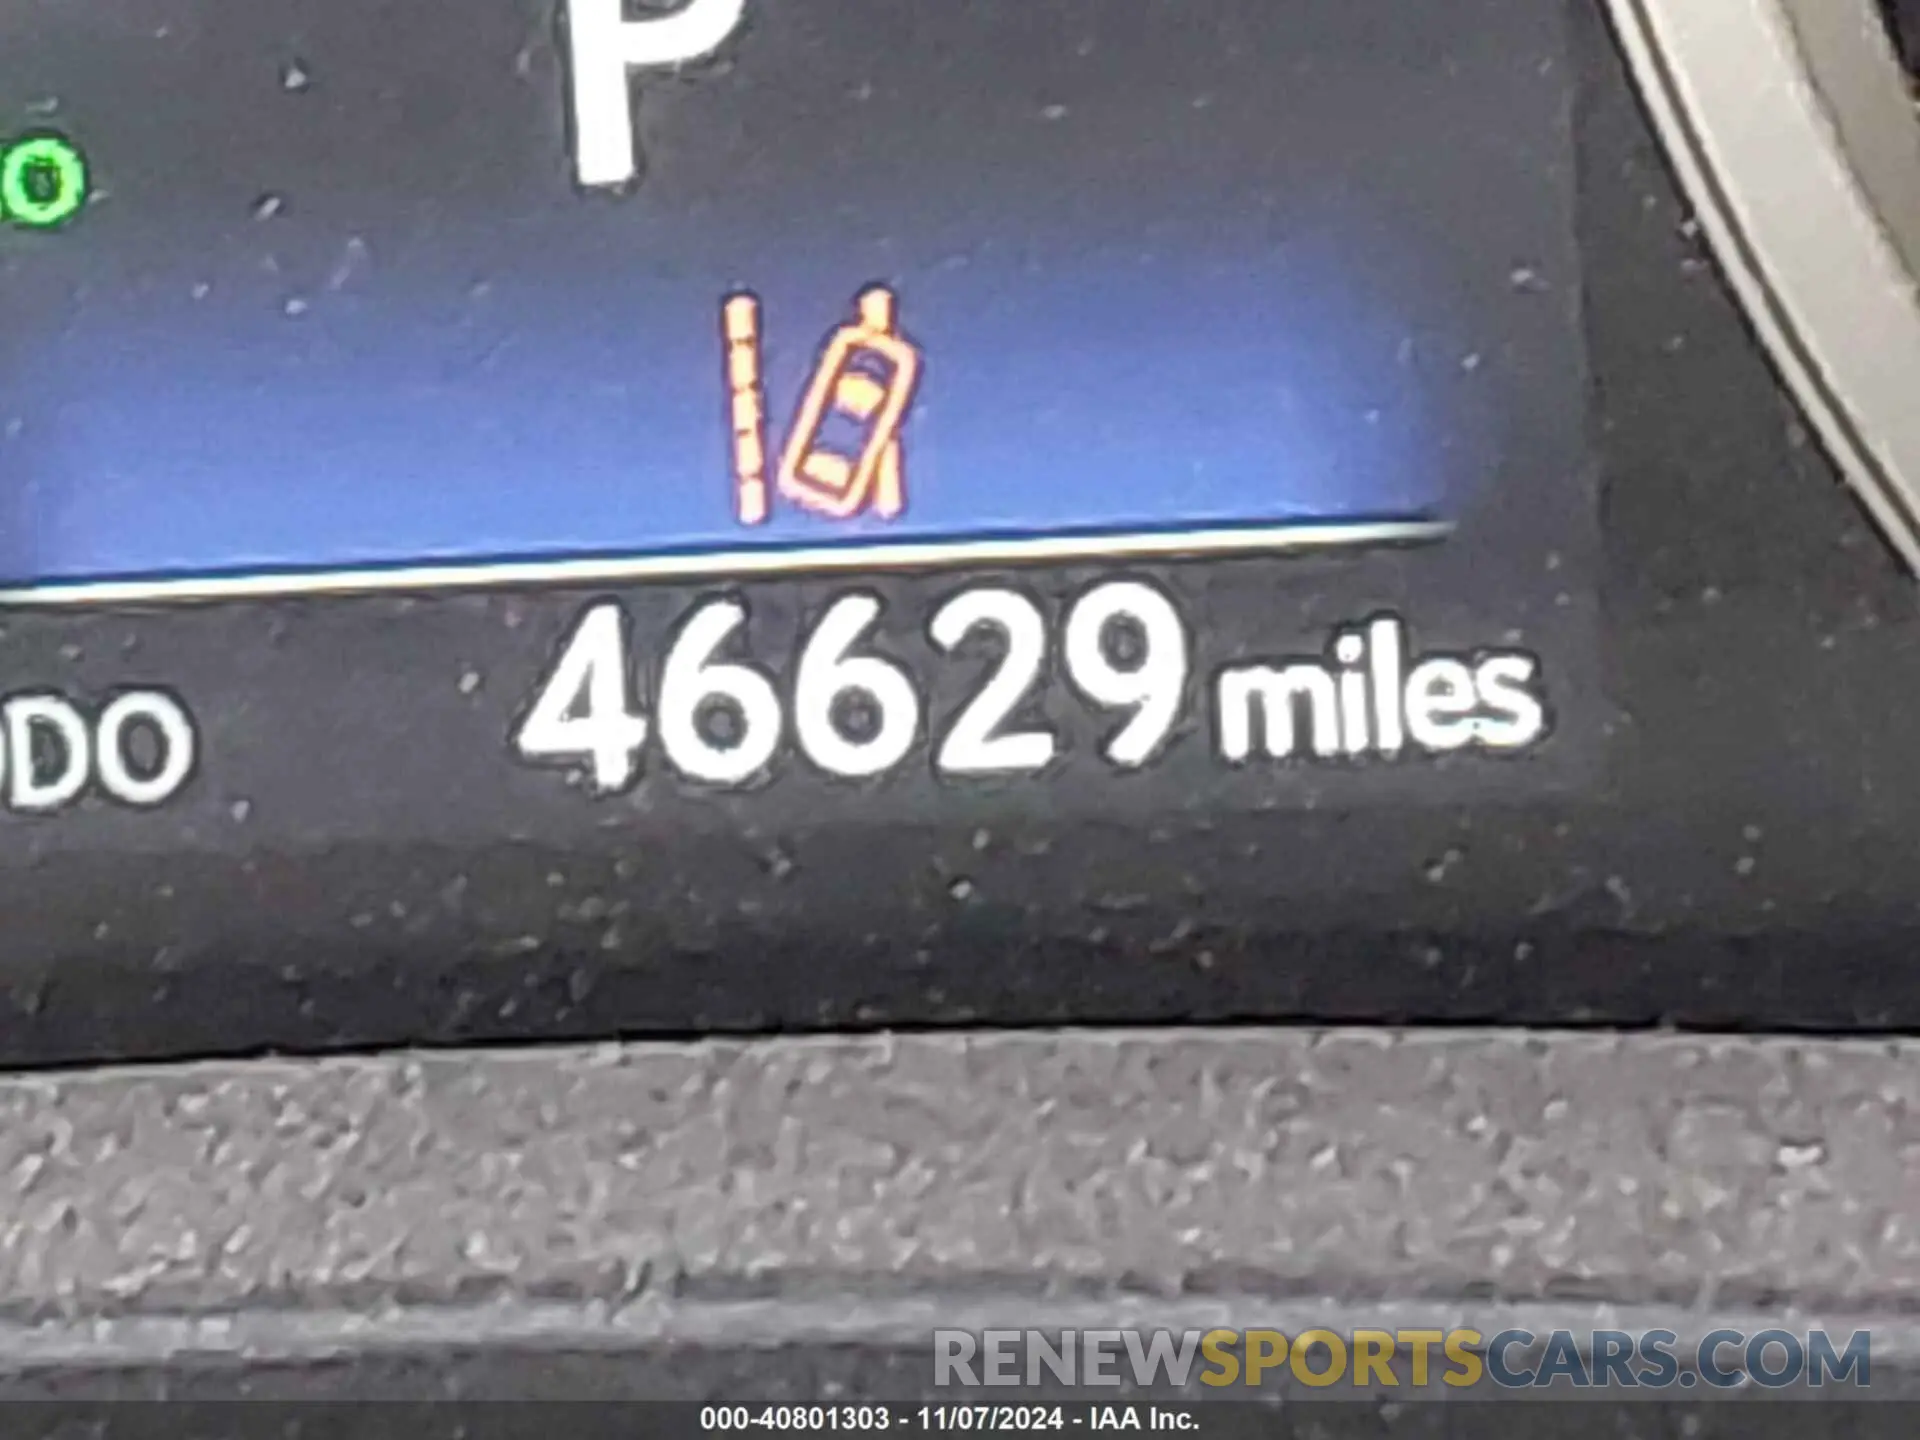 P
O
ODO 46629 miles
RENEWSPORTSCARS.COM
000-40801303 - 11/07/2024 - IAA Inc.